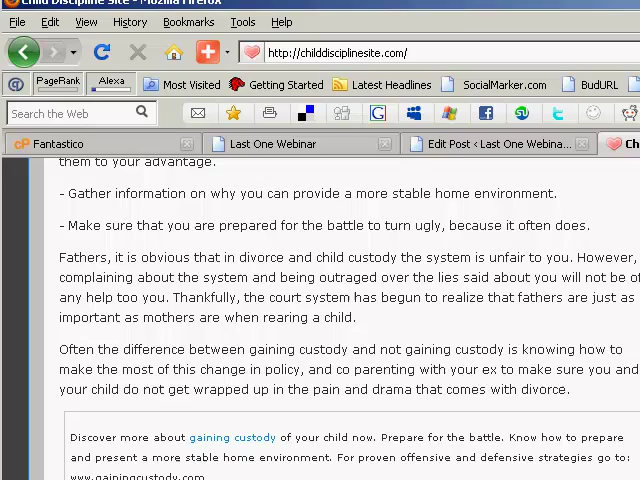 Child Discipline Site - Mozilla Firefox
File Edit View History Bookmarks Tools Help
http://childdisciplinesite.com/
PageRank Alexa Most Visited Getting Started Latest Headlines SocialMarker.com BudURL
Search the Web
Fantastico Last One Webinar Edit Post ‹ Last One Webina... Ch
them to your advantage.
- Gather information on why you can provide a more stable home environment.
- Make sure that you are prepared for the battle to turn ugly, because it often does.
Fathers, it is obvious that in divorce and child custody the system is unfair to you. However,
complaining about the system and being outraged over the lies said about you will not be of
any help too you. Thankfully, the court system has begun to realize that fathers are just as
important as mothers are when rearing a child.
Often the difference between gaining custody and not gaining custody is knowing how to
make the most of this change in policy, and co parenting with your ex to make sure you and
your child do not get wrapped up in the pain and drama that comes with divorce.
Discover more about gaining custody of your child now. Prepare for the battle. Know how to prepare
and present a more stable home environment. For proven offensive and defensive strategies go to:
www.gainingcustody.com